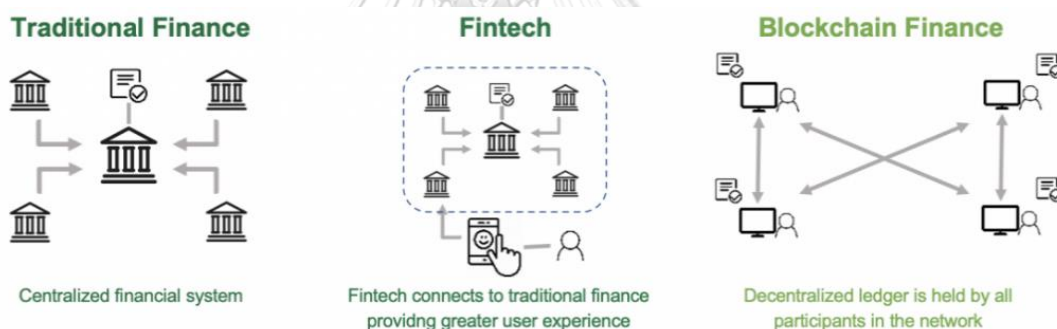 Traditional Finance
Fintech
Blockchain Finance
Centralized financial system
Fintech connects to traditional finance
providing greater user experience
Decentralized ledger is held by all
participants in the network